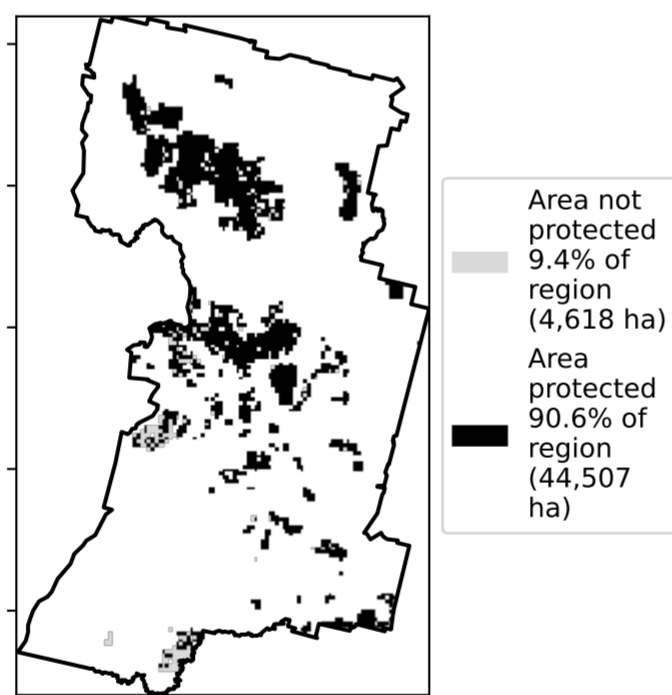 Area not
protected
9.4% of
region
(4,618 ha)
Area
protected
90.6% of
region
(44,507
ha)